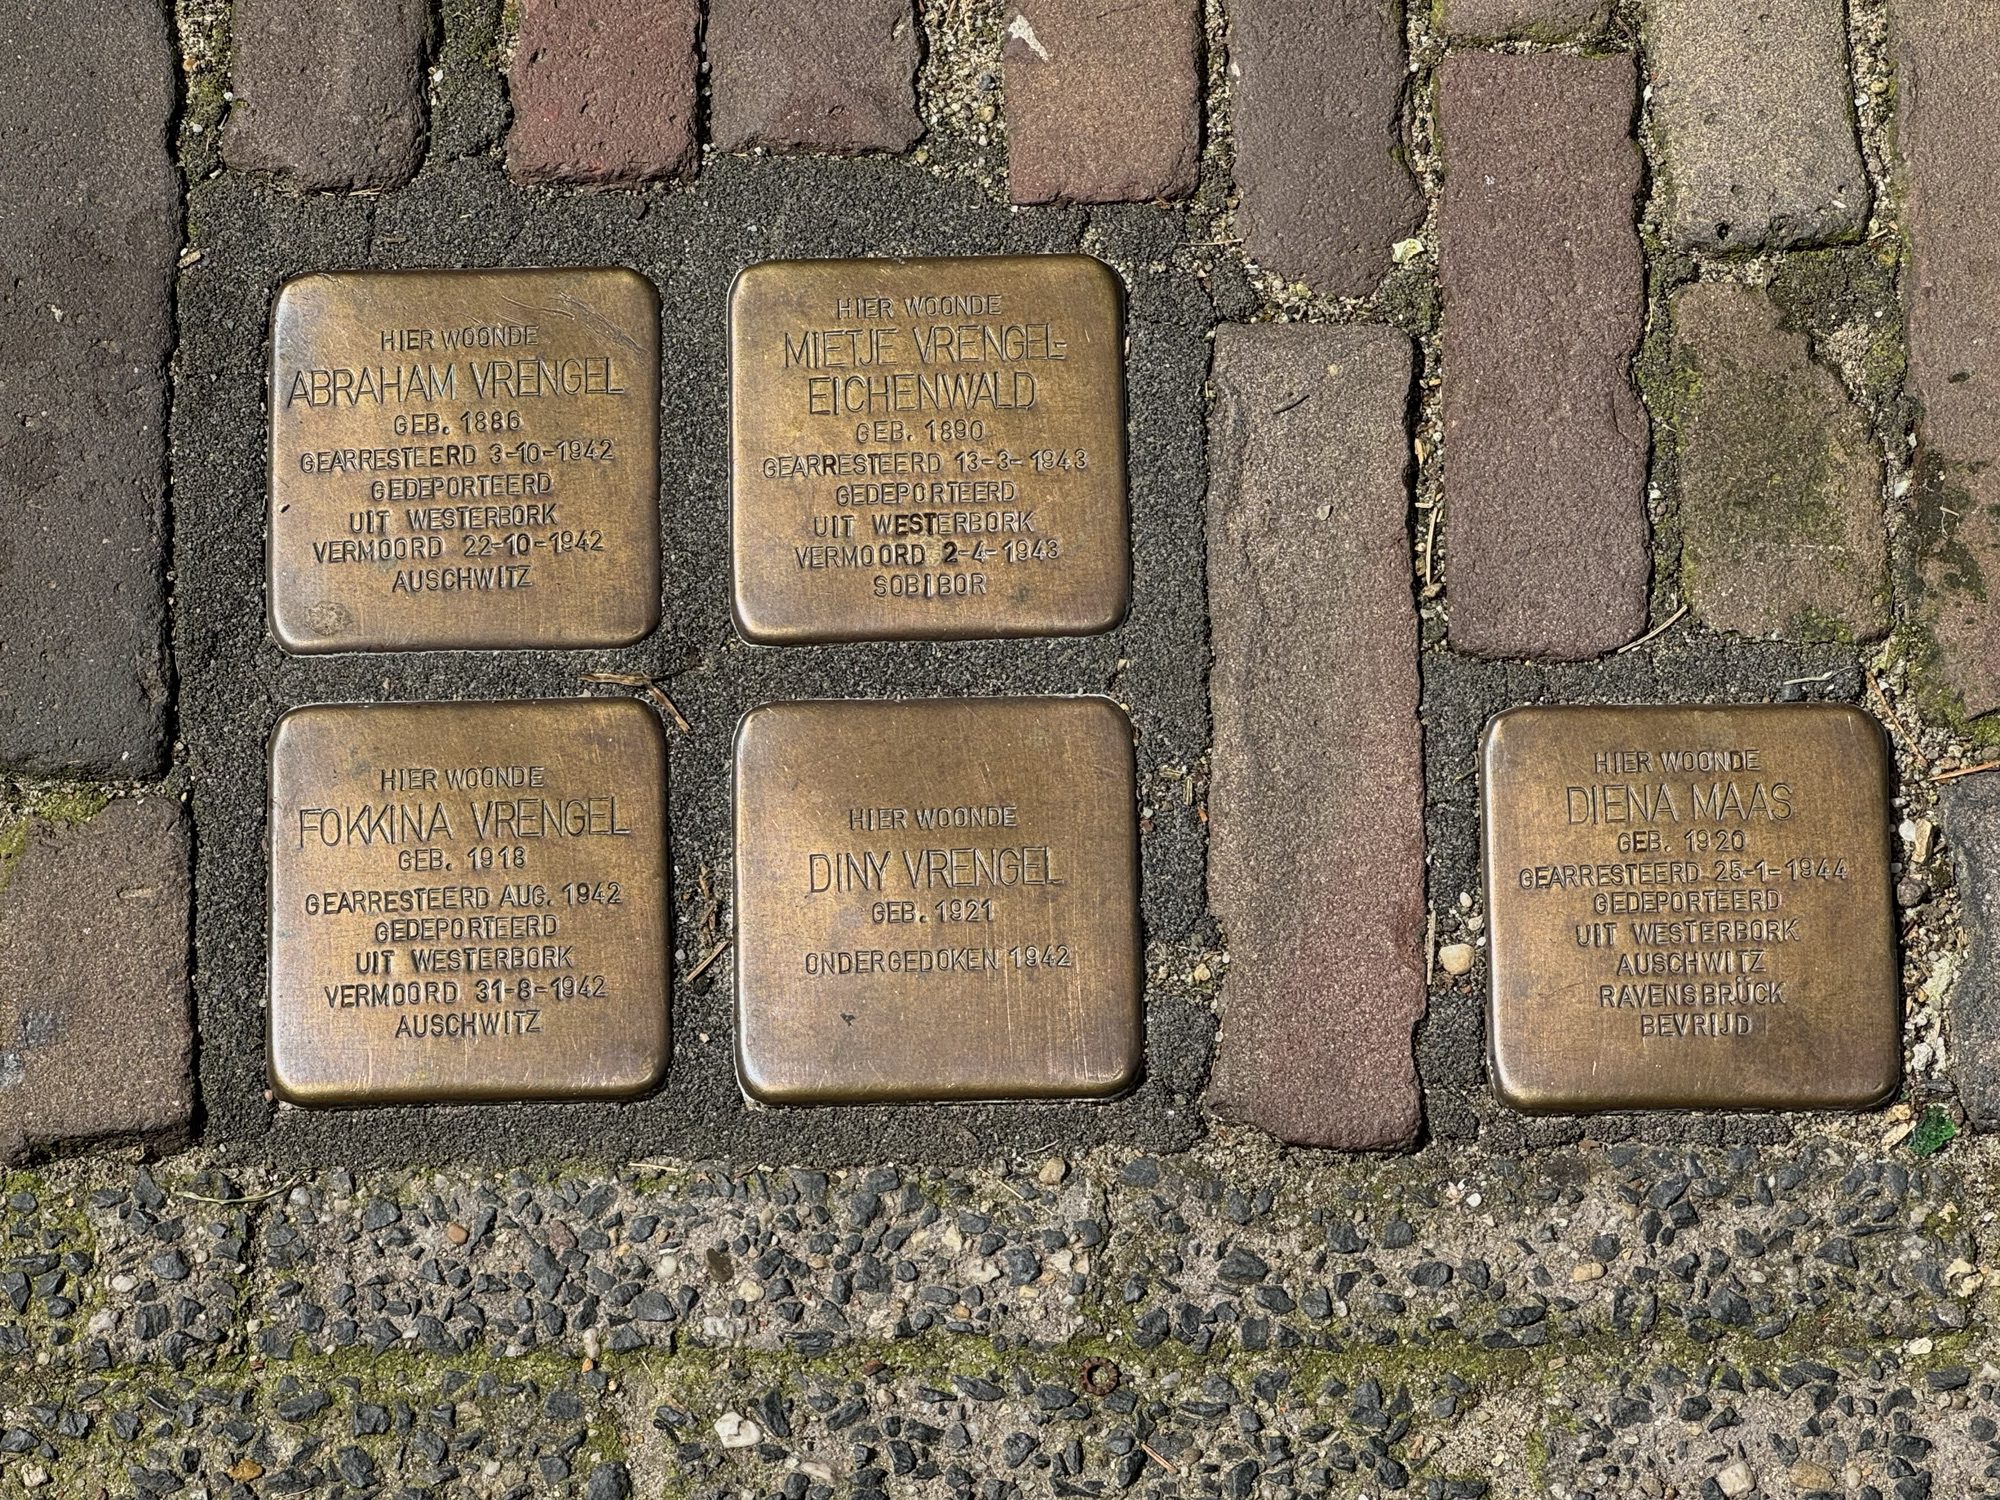 HIER WOONDE
ABRAHAM VRENGEL
GEB. 1886
GEARRESTEERD 3-10-1942
GEDEPORTEERD
UIT WESTERBORK
VERMOORD 22-10-1942
AUSCHWITZ
HIER WOONDE
MIETJE VRENGEL-
EICHENWALD
GEB. 1890
GEARRESTEERD 13-3-1943
GEDEPORTEERD
UIT WESTERBORK
VERMOORD 2-4-1943
SOBIBOR
HIER WOONDE
FOKKINA VRENGEL
GEB. 1918
GEARRESTEERD AUG. 1942
GEDEPORTEERD
UIT WESTERBORK
VERMOORD 31-8-1942
AUSCHWITZ
HIER WOONDE
DINY VRENGEL
GEB. 1921
ONDERGEDOKEN 1942
HIER WOONDE
DIENA MAAS
GEB. 1920
GEARRESTEERD 25-1-1944
GEDEPORTEERD
UIT WESTERBORK
AUSCHWITZ
RAVENSBRÜCK
BEVRIJD